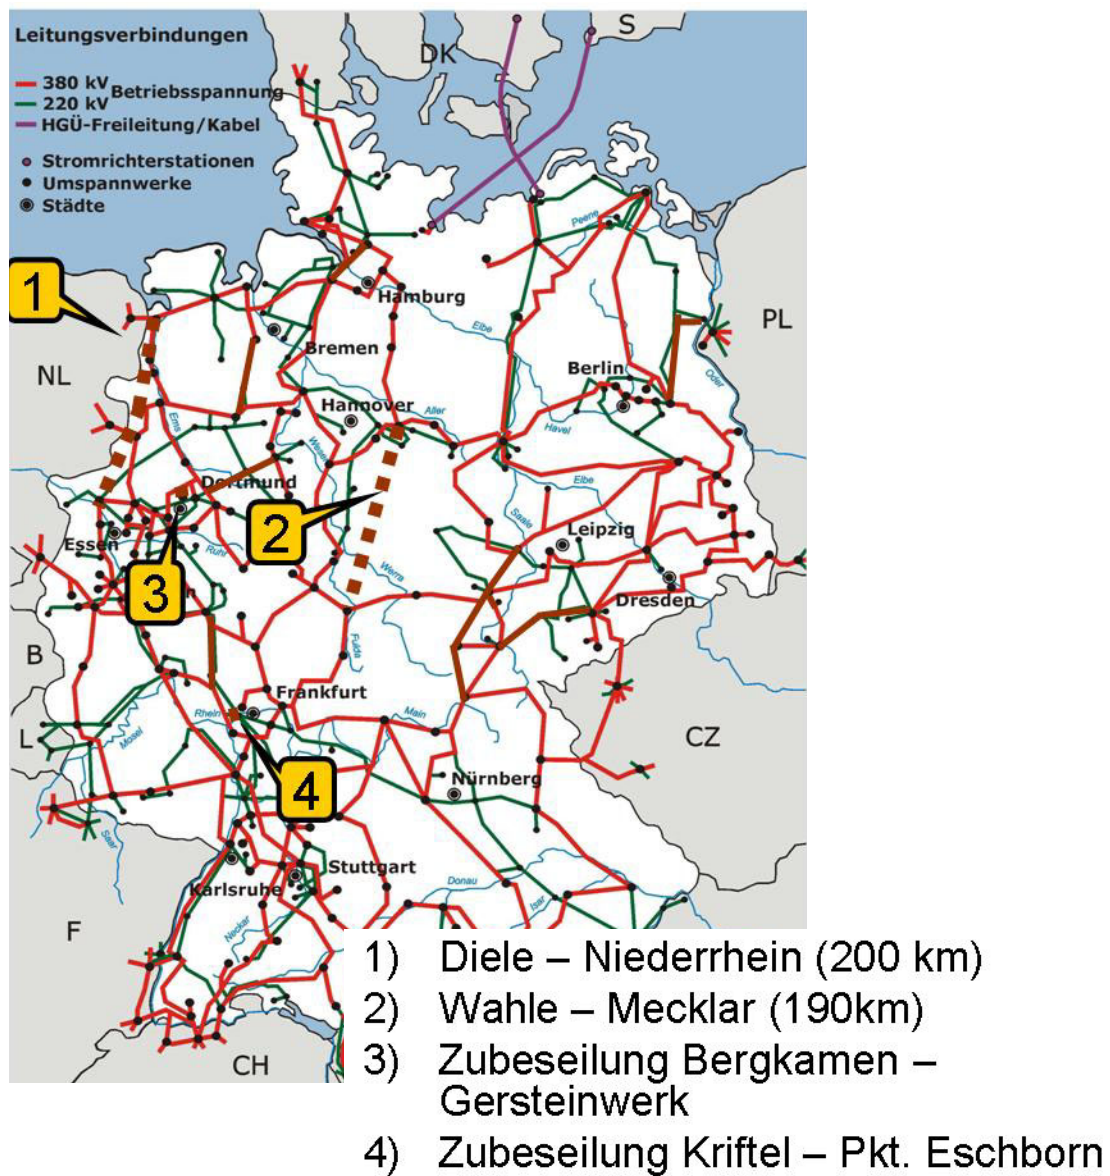 Leitungsverbindungen
380 kV
220 kV
Betriebsspannung
HGÜ-Freileitung/Kabel
Stromrichterstationen
Umspannwerke
Städte
DK
S
1
Hamburg
Peene
PL
NL
Bremen
Elbe
Berlin
Oder
Hannover
Aller
Havel
Ems
Weser
Dortmund
2
Elbe
Saale
Leipzig
Essen
Ruhr
3
Werra
Dresden
B
Fulda
Frankfurt
Rhein
Main
Mosel
L
CZ
4
Nürnberg
Saar
Stuttgart
Karlsruhe
Donau
Isar
Neckar
F
CH
1) Diele – Niederrhein (200 km)
2) Wahle – Mecklar (190km)
3) Zubeseilung Bergkamen –
Gersteinwerk
4) Zubeseilung Kriftel – Pkt. Eschborn